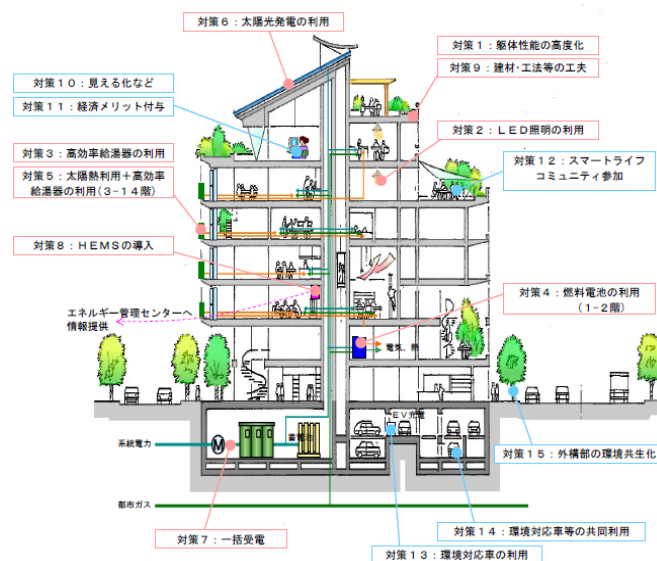 対策６：太陽光発電の利用
対策１：躯体性能の高度化
対策９：建材・工法等の工夫
対策１０：見える化など
対策１１：経済メリット付与
対策２：ＬＥＤ照明の利用
対策３：高効率給湯器の利用
対策５：太陽熱利用＋高効率
給湯器の利用（３－１４階）
対策１２：スマートライフ
コミュニティ参加
対策８：ＨＥＭＳの導入
対策４：燃料電池の利用
（１−２階）
エネルギー管理センターへ
情報提供
電気、熱
ＥＶ充電
系統電力
M
対策１５：外構部の環境共生化
都市ガス
対策７：一括受電
対策１４：環境対応車等の共同利用
対策１３：環境対応車の利用